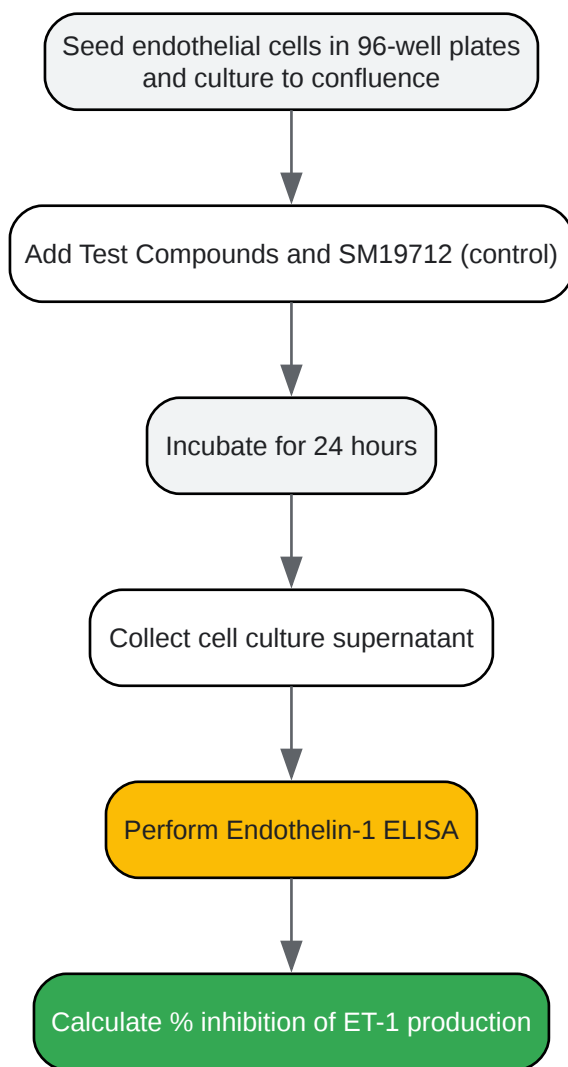 Seed endothelial cells in 96-well plates
and culture to confluence
Add Test Compounds and SM19712 (control)
Incubate for 24 hours
Collect cell culture supernatant
Perform Endothelin-1 ELISA
Calculate % inhibition of ET-1 production